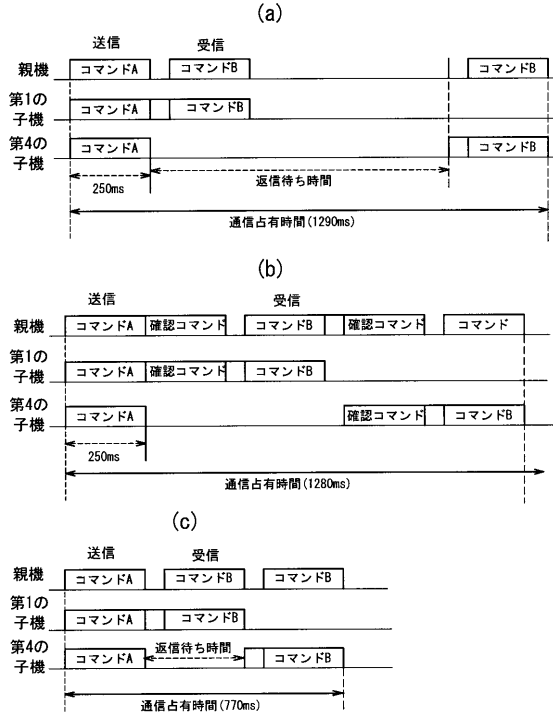 (a)
送信 受信
親機 コマンドA コマンドB コマンドB
第1の
子機 コマンドA コマンドB
第4の
子機 コマンドA コマンドB
250ms 返信待ち時間
通信占有時間(1290ms)
(b)
送信 受信
親機 コマンドA 確認コマンド コマンドB 確認コマンド コマンド
第1の
子機 コマンドA 確認コマンド コマンドB
第4の
子機 コマンドA 確認コマンド コマンドB
250ms
通信占有時間(1280ms)
(c)
送信 受信
親機 コマンドA コマンドB コマンドB
第1の
子機 コマンドA コマンドB
第4の
子機 コマンドA 返信待ち時間 コマンドB
通信占有時間(770ms)